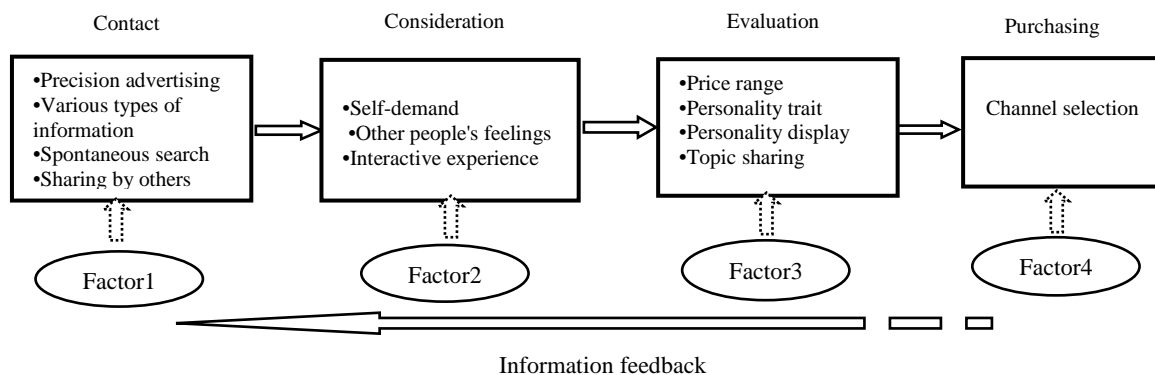 Contact
Consideration
Evaluation
Purchasing
•Precision advertising
•Various types of
information
•Spontaneous search
•Sharing by others
•Self-demand
•Other people's feelings
•Interactive experience
•Price range
•Personality trait
•Personality display
•Topic sharing
Channel selection
Factor1
Factor2
Factor3
Factor4
Information feedback